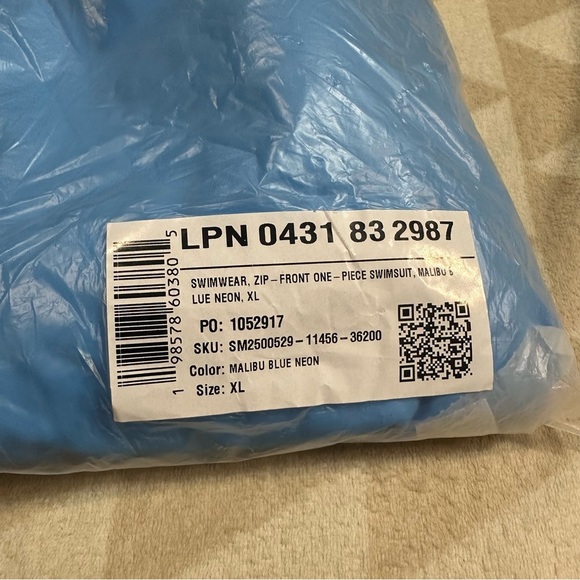 LPN 0431 83 2987
SWIMWEAR, ZIP-FRONT ONE-PIECE SWIMSUIT, MALIBU B
LUE NEON, XL
PO: 1052917
SKU: SM2500529-11456-36200
Color: MALIBU BLUE NEON
Size: XL
1 98578 60380 5